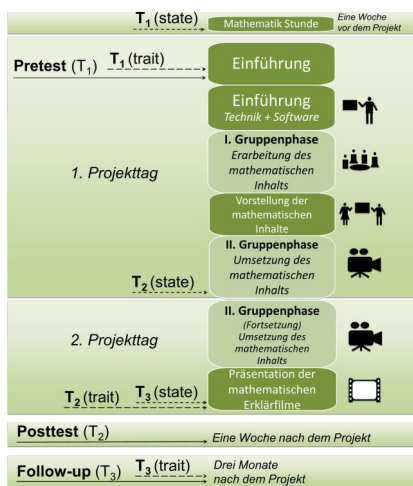 T1 (state) Mathematik Stunde Eine Woche
vor dem Projekt
Pretest (T1) T1 (trait) Einführung
Einführung
Technik + Software
1. Projekttag
I. Gruppenphase
Erarbeitung des
mathematischen
Inhalts
Vorstellung der
mathematischen
Inhalte
II. Gruppenphase
Umsetzung des
mathematischen
Inhalts
T2 (state)
2. Projekttag
II. Gruppenphase
(Fortsetzung)
Umsetzung des
mathematischen
Inhalts
T2 (trait) T3 (state)
Präsentation der
mathematischen
Erklärfilme
Posttest (T2) Eine Woche nach dem Projekt
Follow-up (T3) T3 (trait) Drei Monate
nach dem Projekt